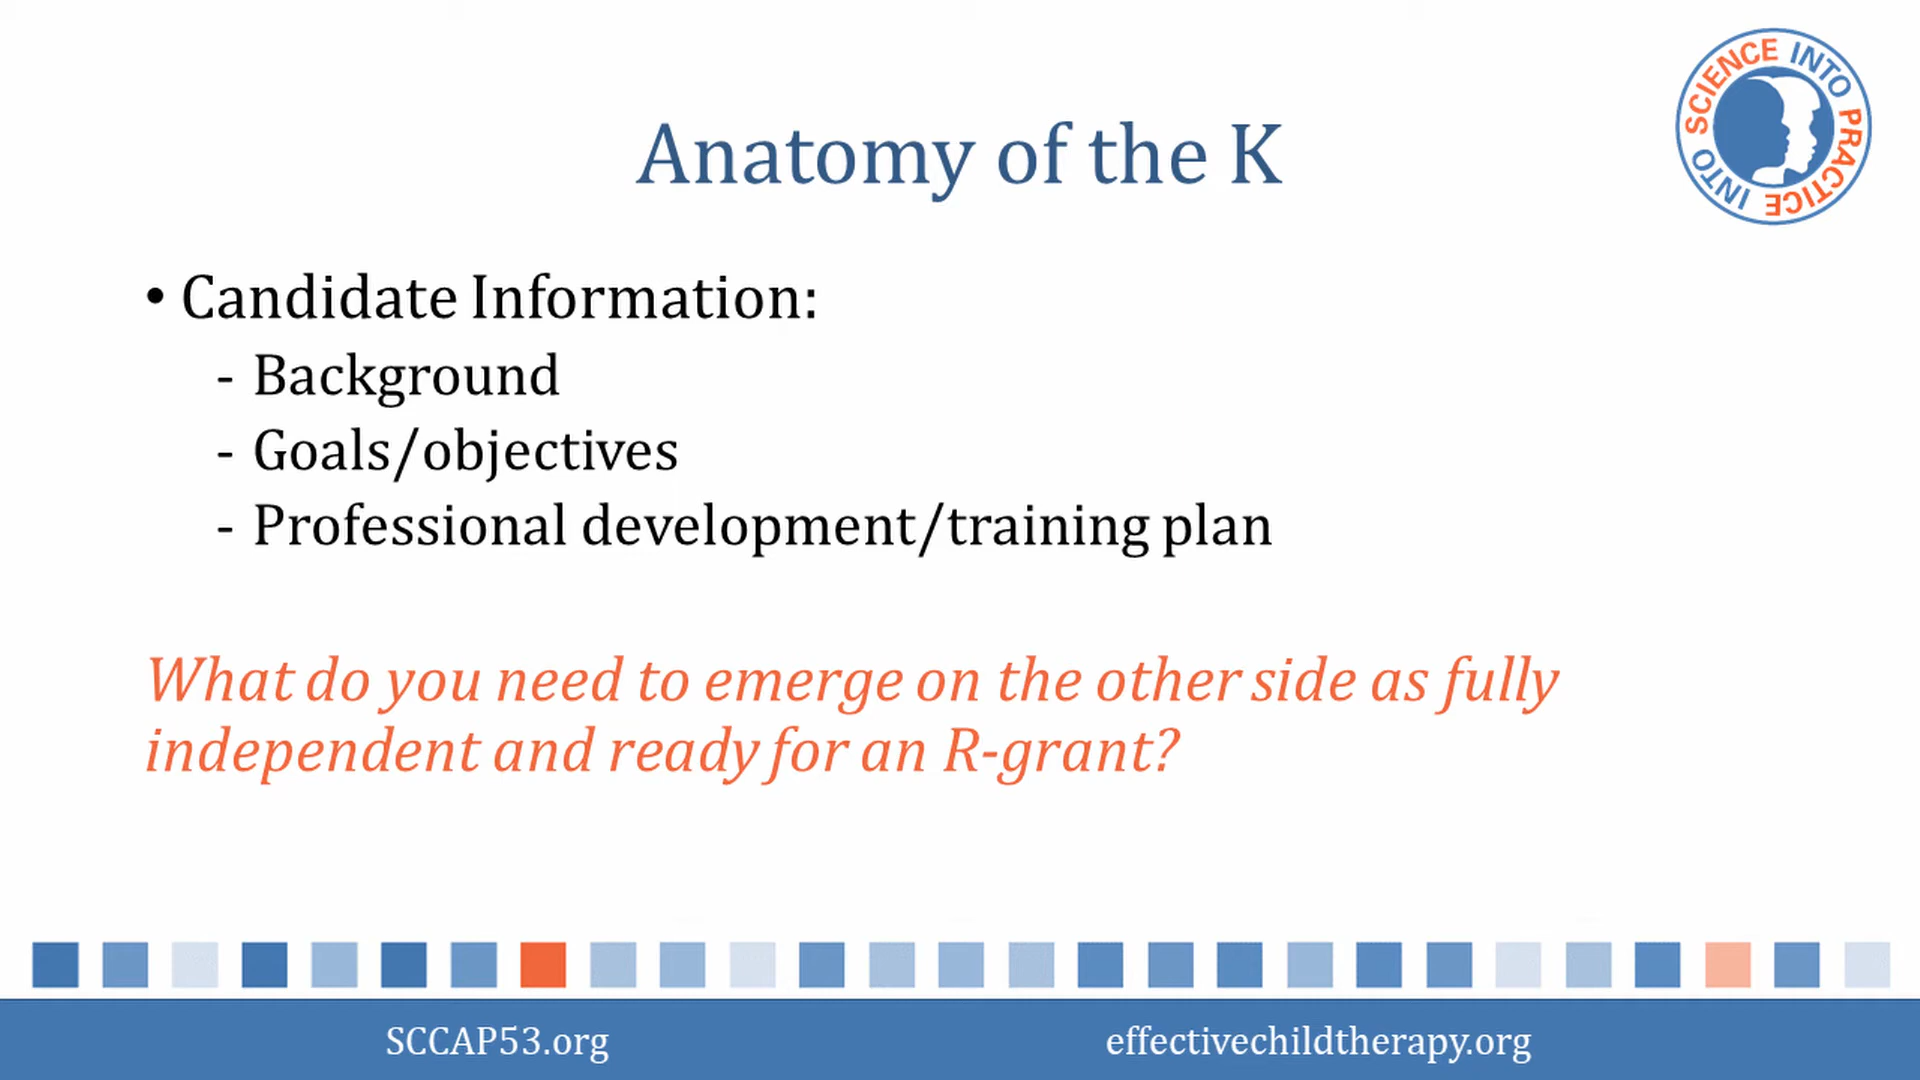 SCIENCE INTO PRACTICE INTO
Anatomy of the K
• Candidate Information:
- Background
- Goals/objectives
- Professional development/training plan
What do you need to emerge on the other side as fully
independent and ready for an R-grant?
SCCAP53.org
effectivechildtherapy.org